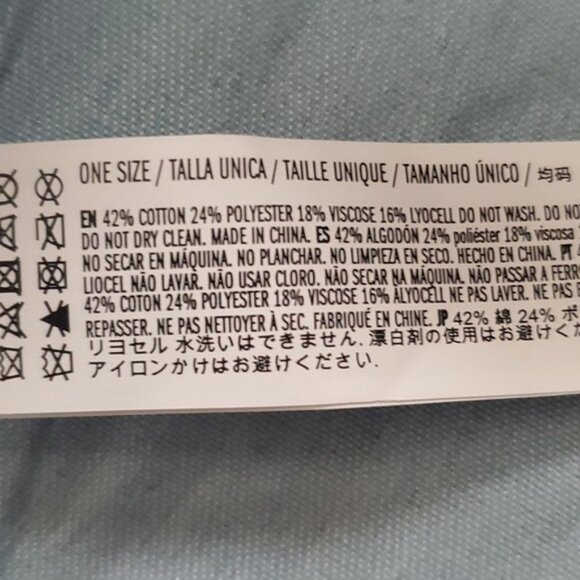 ONE SIZE / TALLA UNICA / TAILLE UNIQUE / TAMANHO ÚNICO / 均码
EN 42% COTTON 24% POLYESTER 18% VISCOSE 16% LYOCELL DO NOT WASH. DO NOT
DO NOT DRY CLEAN. MADE IN CHINA. ES 42% ALGODÓN 24% poliéster 18% viscosa
NO SECAR EN MÁQUINA. NO PLANCHAR. NO LIMPIEZA EN SECO. HECHO EN CHINA. PT
LIOCEL NÃO LAVAR. NÃO USAR CLORO. NÃO SECAR NA MÁQUINA. NÃO PASSAR A FERRO
42% COTON 24% POLYESTER 18% VISCOSE 16% ALYOCELL NE PAS LAVER. NE PAS
REPASSER. NE PAS NETTOYER À SEC. FABRIQUÉ EN CHINE. JP 42% 綿 24% ポ
リヨセル 水洗いはできません. 漂白剤の使用はお避けくだ
アイロンかけはお避けください.